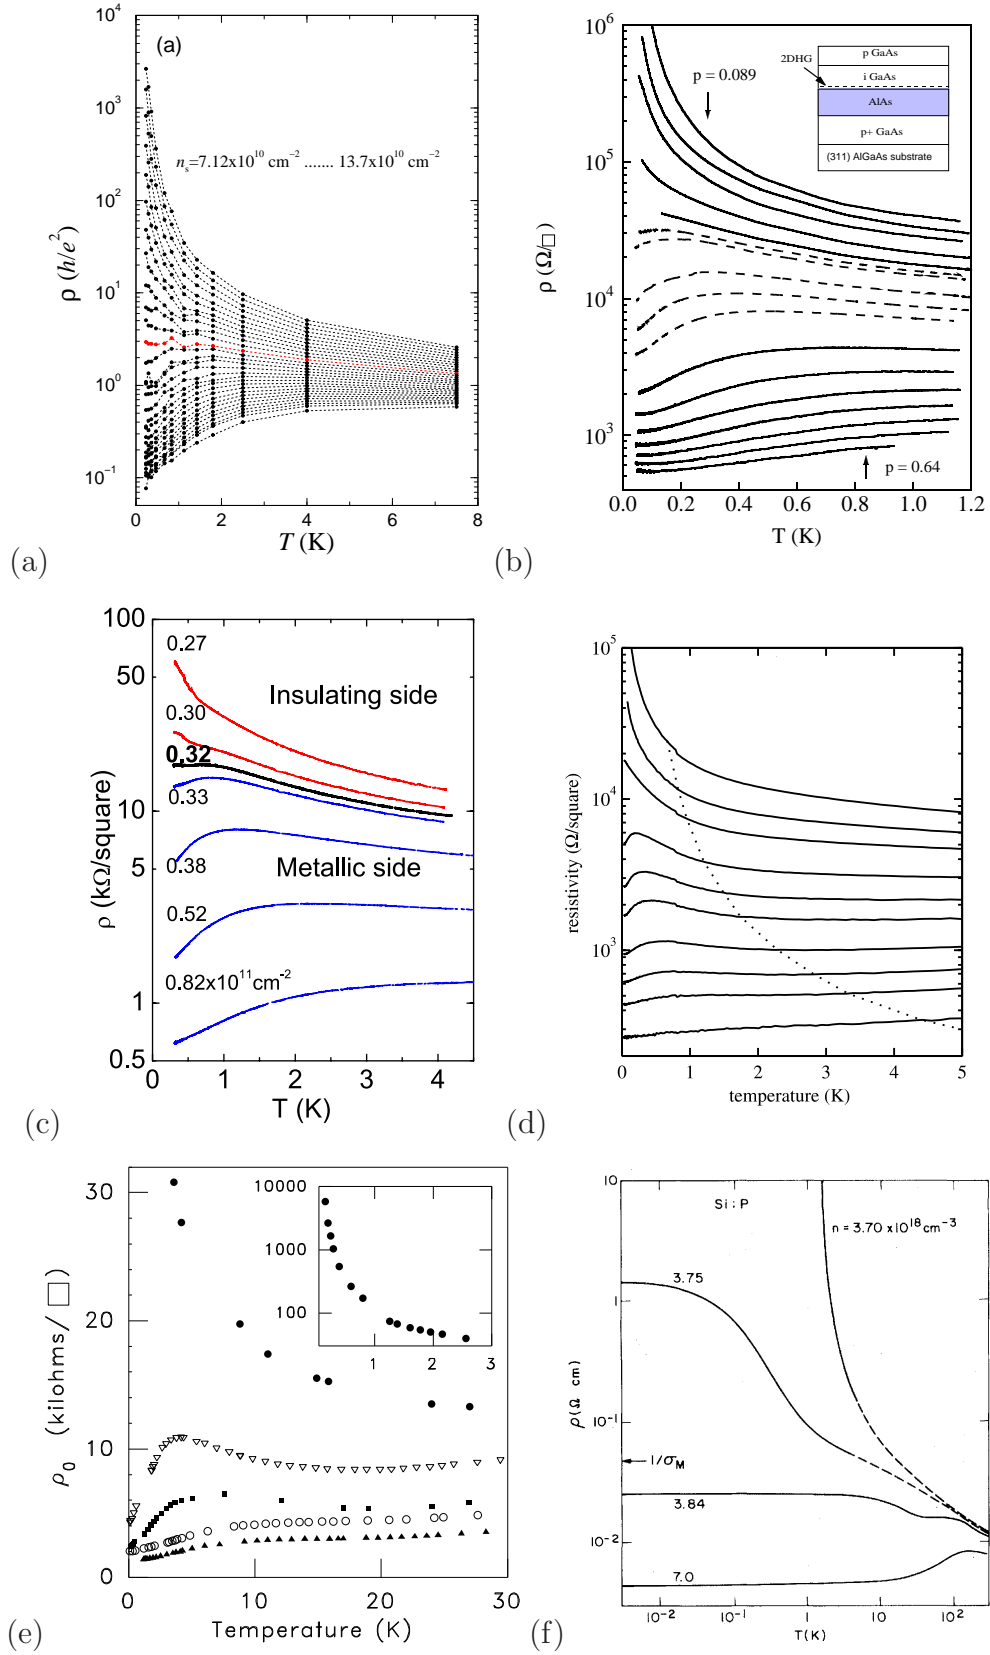 10⁴
10³
10²
10¹
10⁰
10⁻¹
ρ (h/e²)
(a)
nₛ=7.12x10¹⁰ cm⁻² ....... 13.7x10¹⁰ cm⁻²
0 2 4 6 8
T (K)
(a)
10⁶
10⁵
10⁴
10³
ρ (Ω/□)
p = 0.089
2DHG
p GaAs
i GaAs
AlAs
p+ GaAs
(311) AlGaAs substrate
p = 0.64
0.0 0.2 0.4 0.6 0.8 1.0 1.2
T (K)
(b)
100
50
10
5
1
0.5
ρ (kΩ/square)
0.27
0.30
0.32
0.33
0.38
0.52
0.82x10¹¹cm⁻²
Insulating side
Metallic side
0 1 2 3 4
T (K)
(c)
10⁵
10⁴
10³
resistivity (Ω/square)
0 1 2 3 4 5
temperature (K)
(d)
30
20
10
0
ρ₀ (kilohms/□)
10000
1000
100
1 2 3
0 10 20 30
Temperature (K)
(e)
10
1
10⁻¹
10⁻²
ρ(Ω cm)
Si:P
n = 3.70 x 10¹⁸cm⁻³
3.75
1/σ_M
3.84
7.0
10⁻² 10⁻¹ 1 10 10²
T(K)
(f)